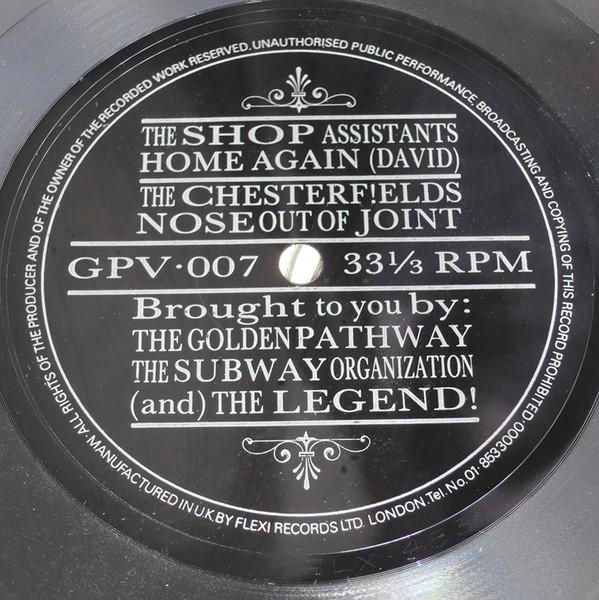 THE SHOP ASSISTANTS
HOME AGAIN (DAVID)
THE CHESTERF!ELDS
NOSE OUT OF JOINT
GPV·007 33⅓ RPM
Brought to you by:
THE GOLDEN PATHWAY
THE SUBWAY ORGANIZATION
(and) THE LEGEND!
ALL RIGHTS OF THE PRODUCER AND OF THE OWNER OF THE RECORDED WORK RESERVED. UNAUTHORISED PUBLIC PERFORMANCE, BROADCASTING AND COPYING OF THIS RECORD PROHIBITED·
MANUFACTURED IN U.K. BY FLEXI RECORDS LTD. LONDON. Tel. No. 01·8533000·